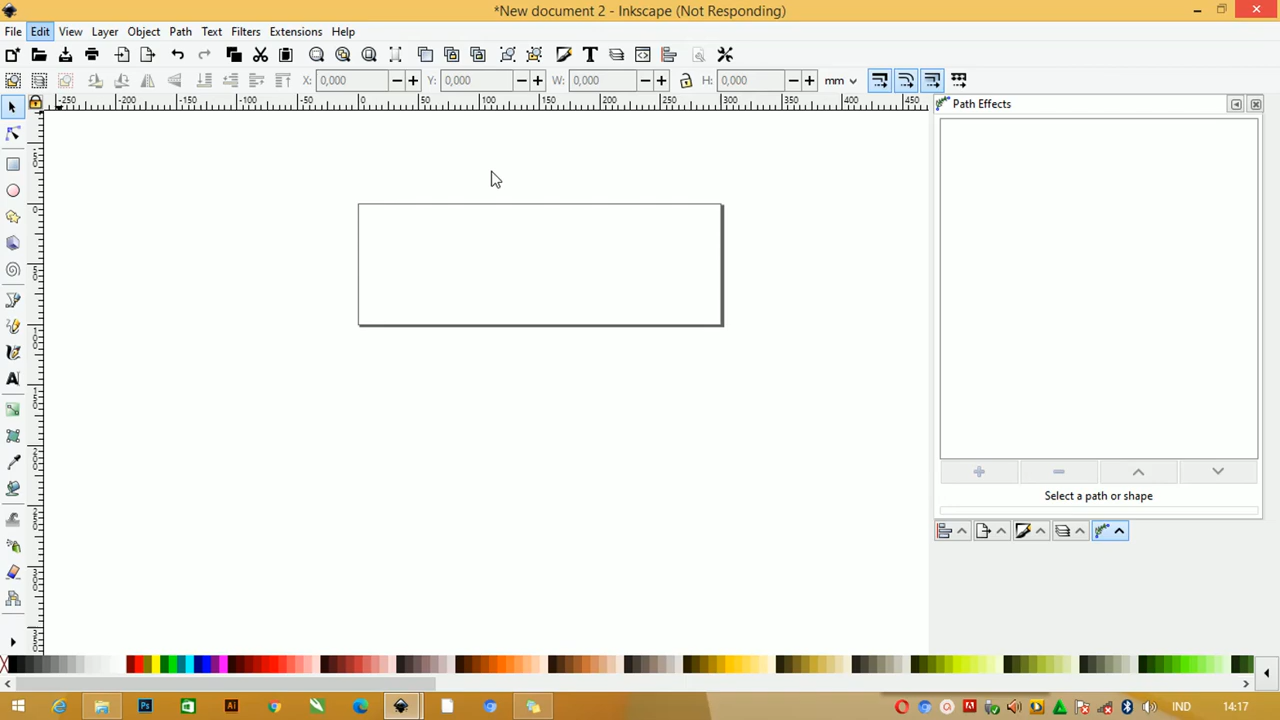 *New document 2 - Inkscape (Not Responding)
File Edit View Layer Object Path Text Filters Extensions Help
X: 0,000 Y: 0,000 W: 0,000 H: 0,000 mm
-250 -200 -150 -100 -50 0 50 100 150 200 250 300 350 400 450
Path Effects
Select a path or shape
IND 14:17